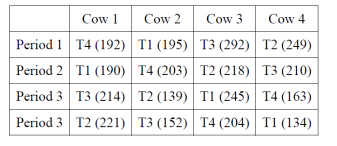 Cow 1 Cow 2 Cow 3 Cow 4
Period 1 T4 (192) T1 (195) T3 (292) T2 (249)
Period 2 T1 (190) T4 (203) T2 (218) T3 (210)
Period 3 T3 (214) T2 (139) T1 (245) T4 (163)
Period 3 T2 (221) T3 (152) T4 (204) T1 (134)